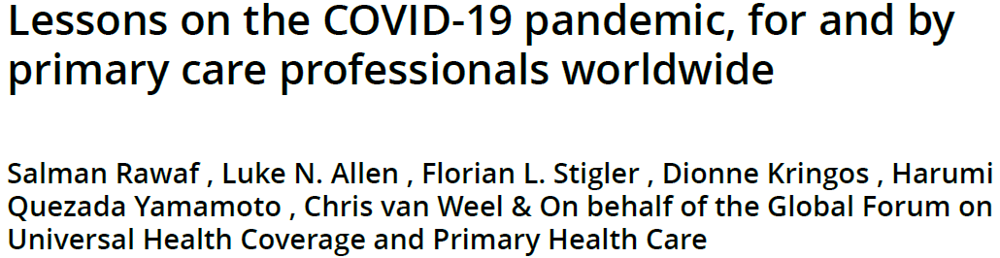 Lessons on the COVID-19 pandemic, for and by
primary care professionals worldwide
Salman Rawaf , Luke N. Allen , Florian L. Stigler , Dionne Kringos , Harumi
Quezada Yamamoto , Chris van Weel & On behalf of the Global Forum on
Universal Health Coverage and Primary Health Care